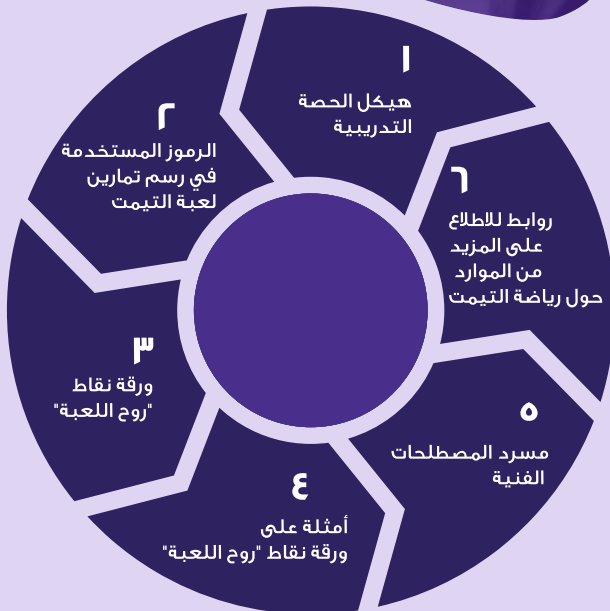 ١
هيكل الحصة
التدريبية
٢
الرموز المستخدمة
في رسم تمارين
لعبة التيمت
٣
ورقة نقاط
"روح اللعبة"
٤
أمثلة على
ورقة نقاط "روح اللعبة"
٥
مسرد المصطلحات
الفنية
٦
روابط للاطلاع
على المزيد
من الموارد
حول رياضة التيمت